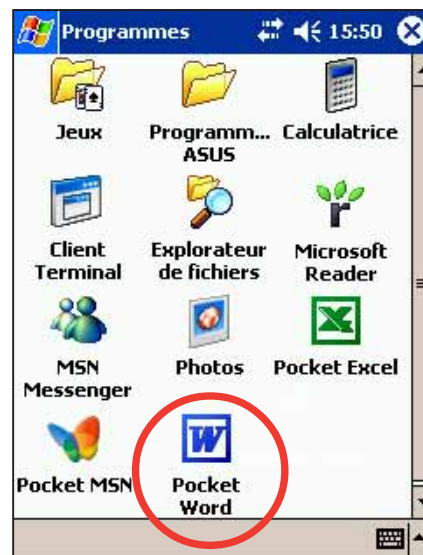 Programmes 15:50
Jeux Programm... Calculatrice
ASUS
Client Explorateur Microsoft
Terminal de fichiers Reader
MSN Photos Pocket Excel
Messenger
Pocket MSN Pocket
Word